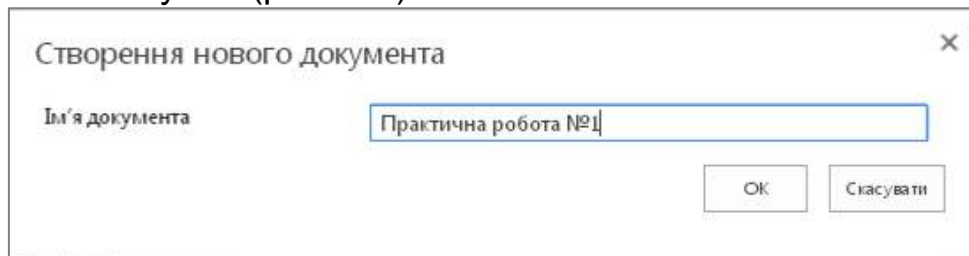 Створення нового документа
Ім'я документа
Практична робота №1
ОК
Скасувати